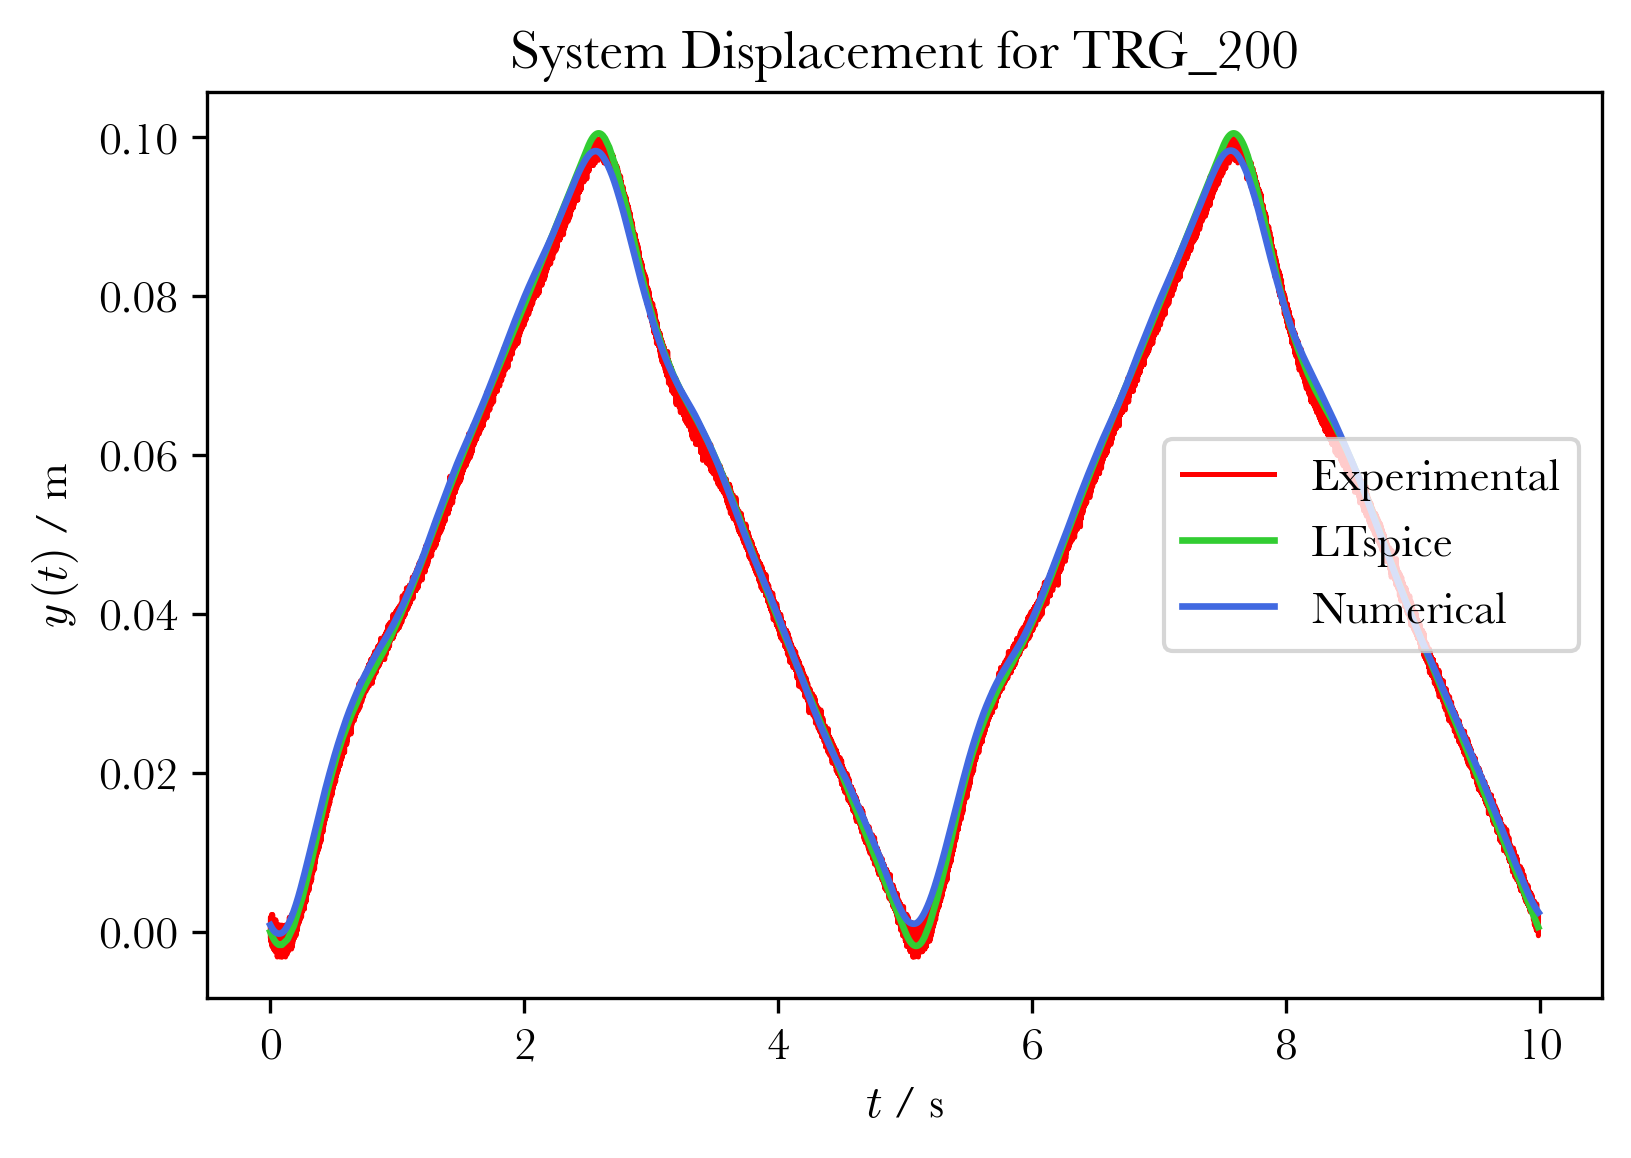 System Displacement for TRG_200
y(t) / m
0.10
0.08
0.06
0.04
0.02
0.00
Experimental
LTspice
Numerical
0 2 4 6 8 10
t / s